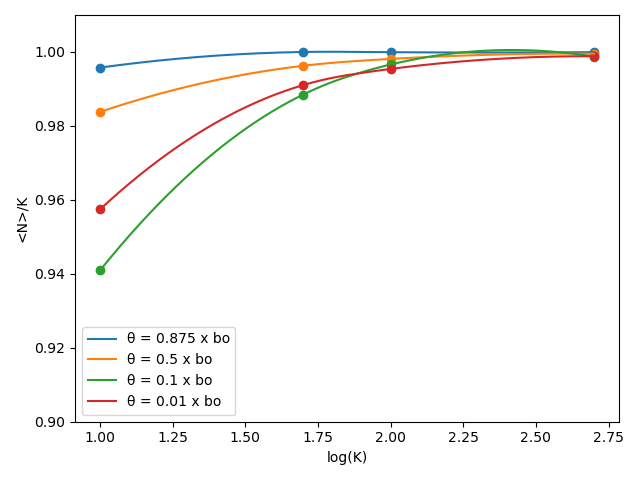 1.00
0.98
0.96
0.94
0.92
0.90
<N>/K
θ = 0.875 x bo
θ = 0.5 x bo
θ = 0.1 x bo
θ = 0.01 x bo
1.00 1.25 1.50 1.75 2.00 2.25 2.50 2.75
log(K)